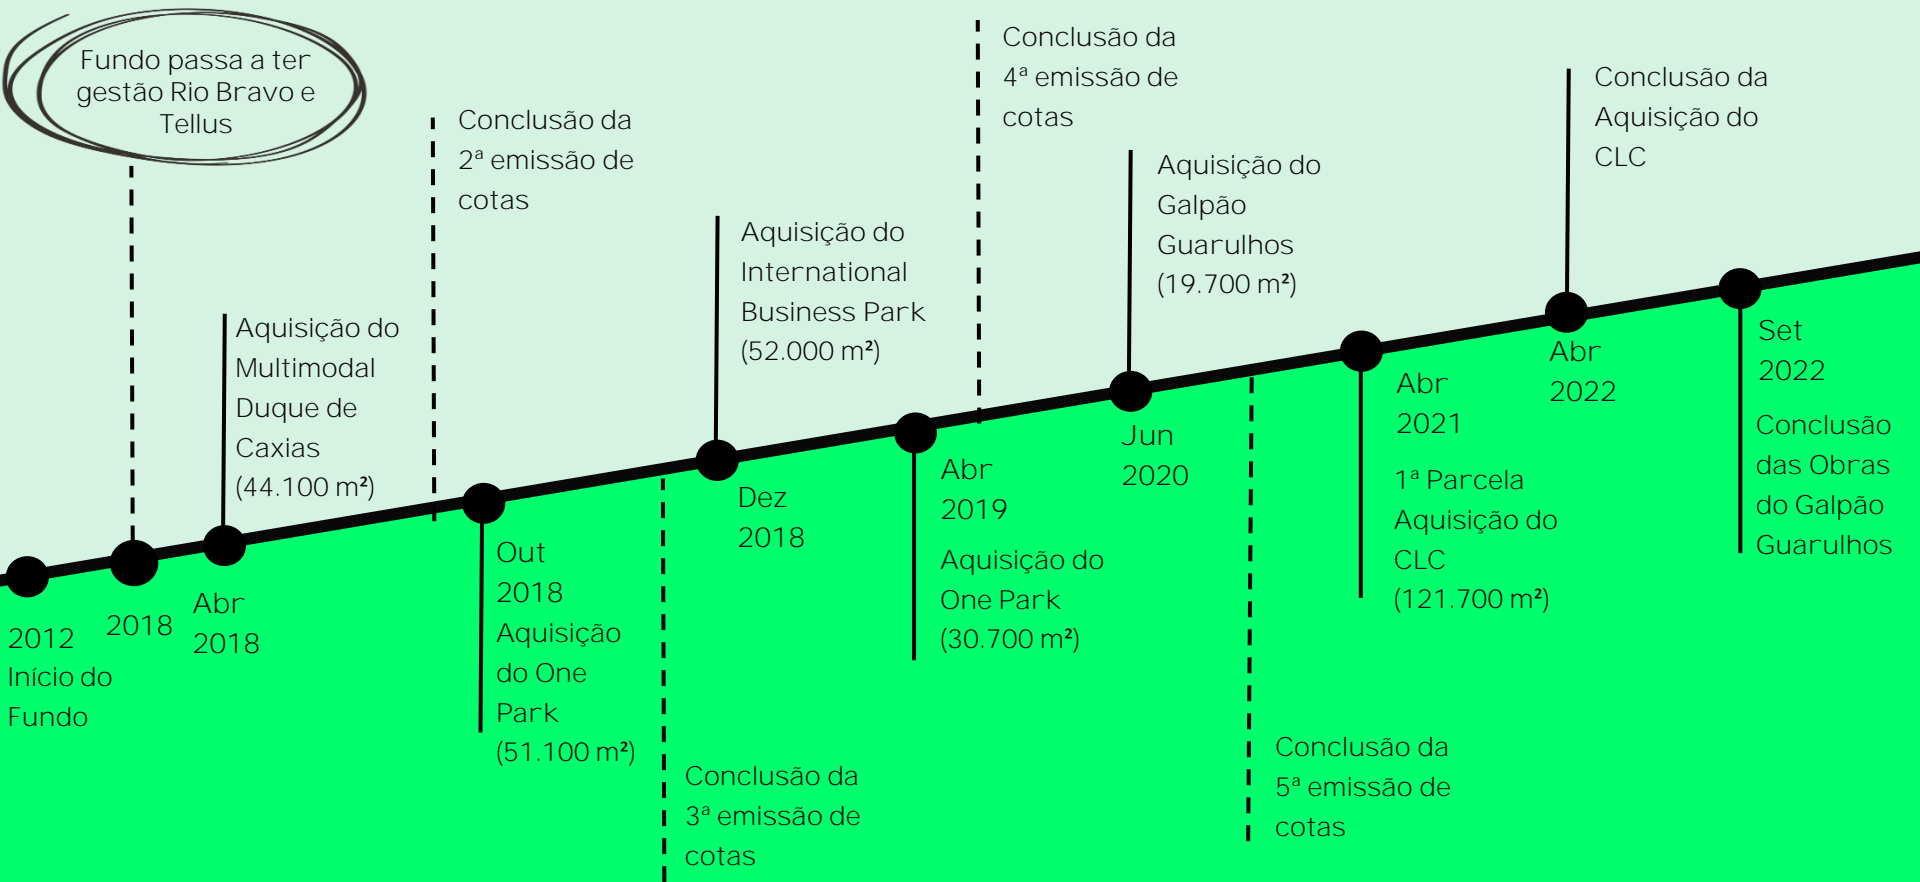 Fundo passa a ter
gestão Rio Bravo e
Tellus
2012
Início do
Fundo
2018
Aquisição do
Multimodal
Duque de
Caxias
(44.100 m²)
Abr
2018
Conclusão da
2ª emissão de
cotas
Out
2018
Aquisição
do One
Park
(51.100 m²)
Conclusão da
3ª emissão de
cotas
Aquisição do
International
Business Park
(52.000 m²)
Dez
2018
Abr
2019
Aquisição do
One Park
(30.700 m²)
Conclusão da
4ª emissão de
cotas
Aquisição do
Galpão
Guarulhos
(19.700 m²)
Jun
2020
Conclusão da
5ª emissão de
cotas
Abr
2021
1ª Parcela
Aquisição do
CLC
(121.700 m²)
Conclusão da
Aquisição do
CLC
Abr
2022
Set
2022
Conclusão
das Obras
do Galpão
Guarulhos